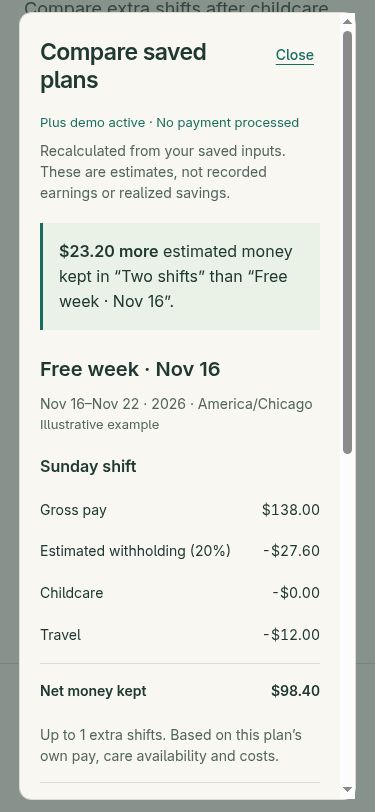 Compare extra shifts after childcare
Compare saved
plans
Close
Plus demo active · No payment processed
Recalculated from your saved inputs.
These are estimates, not recorded
earnings or realized savings.
$23.20 more estimated money
kept in “Two shifts” than “Free
week · Nov 16”.
Free week · Nov 16
Nov 16–Nov 22 · 2026 · America/Chicago
Illustrative example
Sunday shift
Gross pay $138.00
Estimated withholding (20%) -$27.60
Childcare -$0.00
Travel -$12.00
Net money kept $98.40
Up to 1 extra shifts. Based on this plan’s
own pay, care availability and costs.